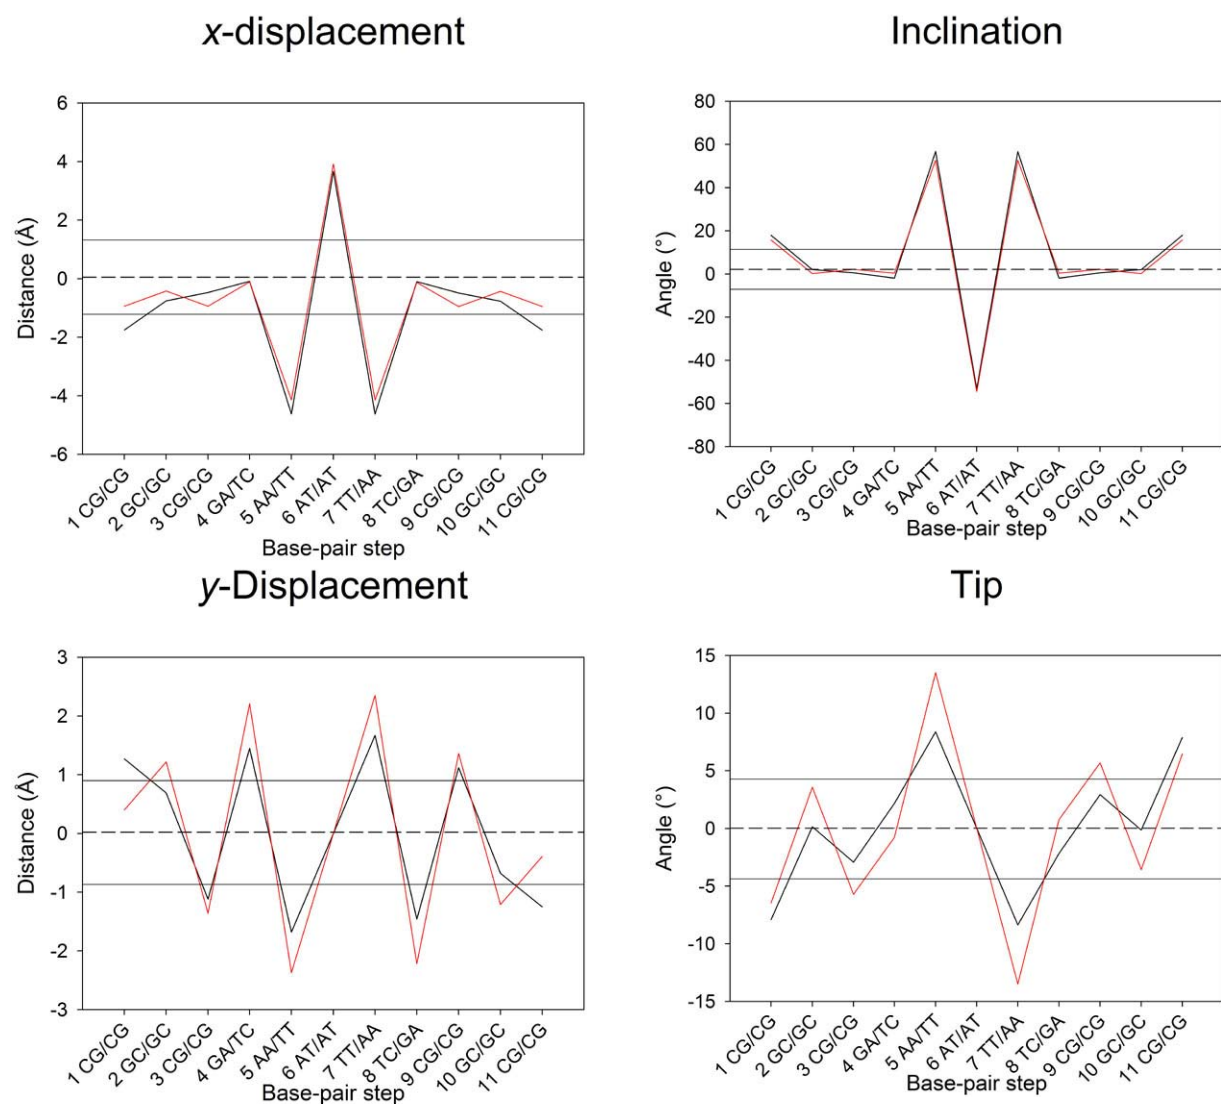 x-displacement
Distance (Å)
6
4
2
0
-2
-4
-6
1 CG/CG
2 GC/GC
3 CG/CG
4 GA/TC
5 AA/TT
6 AT/AT
7 TT/AA
8 TC/GA
9 CG/CG
10 GC/GC
11 CG/CG
Base-pair step
Inclination
Angle (°)
80
60
40
20
0
-20
-40
-60
-80
1 CG/CG
2 GC/GC
3 CG/CG
4 GA/TC
5 AA/TT
6 AT/AT
7 TT/AA
8 TC/GA
9 CG/CG
10 GC/GC
11 CG/CG
Base-pair step
y-Displacement
Distance (Å)
3
2
1
0
-1
-2
-3
1 CG/CG
2 GC/GC
3 CG/CG
4 GA/TC
5 AA/TT
6 AT/AT
7 TT/AA
8 TC/GA
9 CG/CG
10 GC/GC
11 CG/CG
Base-pair step
Tip
Angle (°)
15
10
5
0
-5
-10
-15
1 CG/CG
2 GC/GC
3 CG/CG
4 GA/TC
5 AA/TT
6 AT/AT
7 TT/AA
8 TC/GA
9 CG/CG
10 GC/GC
11 CG/CG
Base-pair step